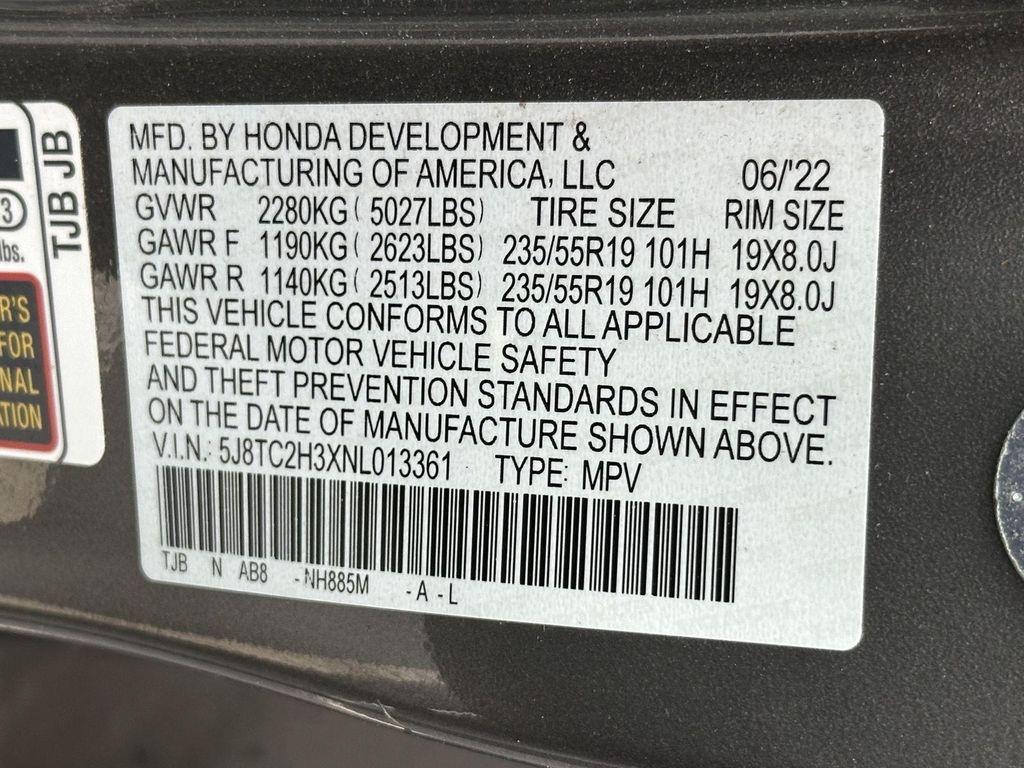 MFD. BY HONDA DEVELOPMENT &
MANUFACTURING OF AMERICA, LLC 06/'22
GVWR 2280KG ( 5027LBS) TIRE SIZE RIM SIZE
GAWR F 1190KG ( 2623LBS) 235/55R19 101H 19X8.0J
GAWR R 1140KG ( 2513LBS) 235/55R19 101H 19X8.0J
THIS VEHICLE CONFORMS TO ALL APPLICABLE
FEDERAL MOTOR VEHICLE SAFETY
AND THEFT PREVENTION STANDARDS IN EFFECT
ON THE DATE OF MANUFACTURE SHOWN ABOVE.
V.I.N.: 5J8TC2H3XNL013361 TYPE: MPV
TJB N AB8 -NH885M -A-L
TJB JB
lbs.
FOR